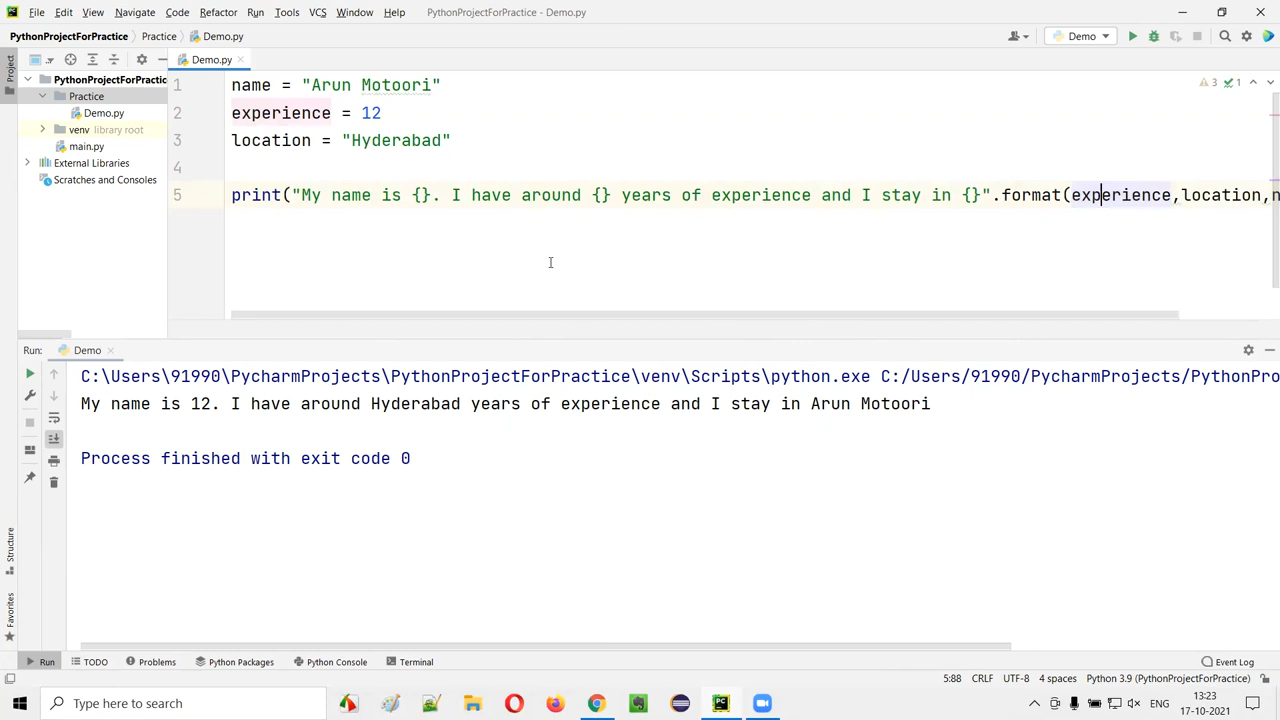 File Edit View Navigate Code Refactor Run Tools VCS Window Help PythonProjectForPractice - Demo.py
PythonProjectForPractice Practice Demo.py Demo
Project
Demo.py
PythonProjectForPractic
Practice
Demo.py
venv library root
main.py
External Libraries
Scratches and Consoles
3 1
1 name = "Arun Motoori"
2 experience = 12
3 location = "Hyderabad"
4
5 print("My name is {}. I have around {} years of experience and I stay in {}".format(experience,location,n
Run: Demo
C:\Users\91990\PycharmProjects\PythonProjectForPractice\venv\Scripts\python.exe C:/Users/91990/PycharmProjects/PythonPro
My name is 12. I have around Hyderabad years of experience and I stay in Arun Motoori
Process finished with exit code 0
Structure
Favorites
Run TODO Problems Python Packages Python Console Terminal Event Log
5:88 CRLF UTF-8 4 spaces Python 3.9 (PythonProjectForPractice)
Type here to search
ENG
13:23
17-10-2021